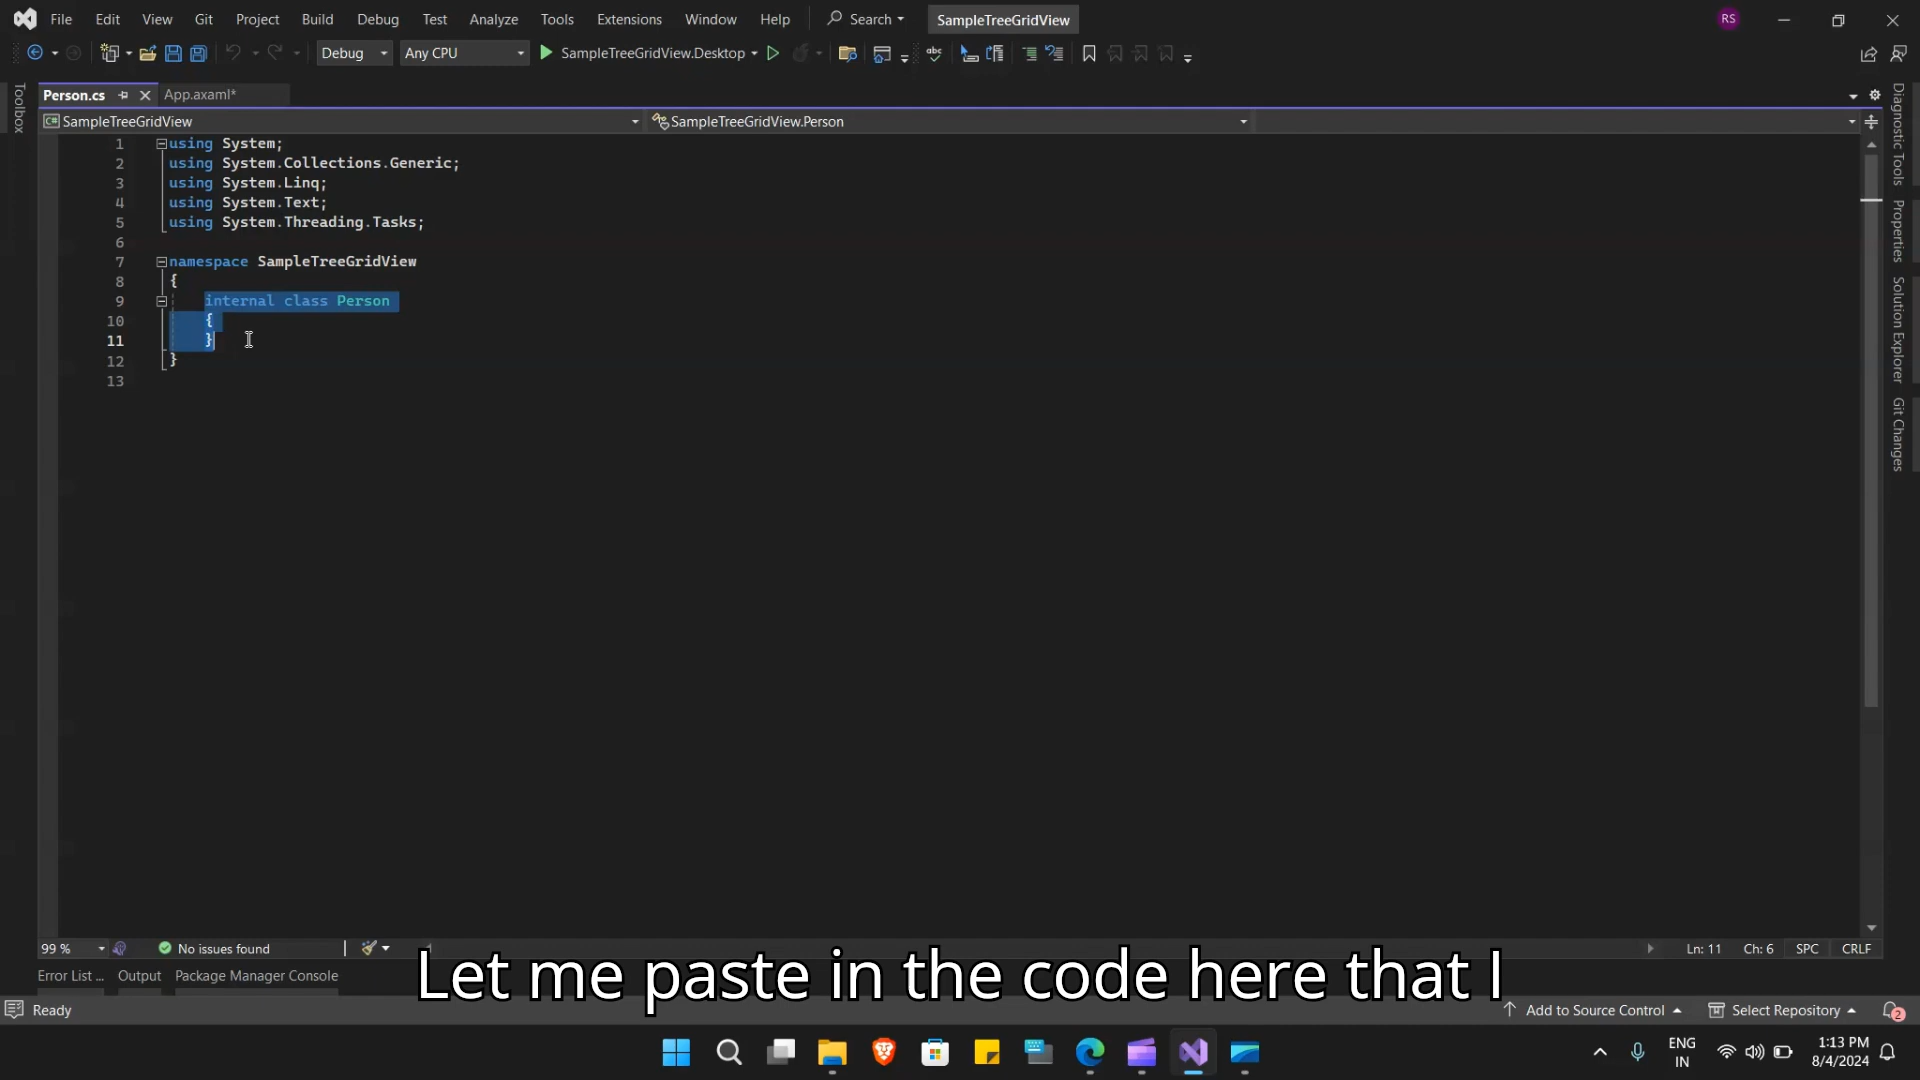 File Edit View Git Project Build Debug Test Analyze Tools Extensions Window Help Search SampleTreeGridView RS
Debug Any CPU SampleTreeGridView.Desktop
Toolbox
Person.cs App.axaml*
SampleTreeGridView SampleTreeGridView.Person
1 using System;
2 using System.Collections.Generic;
3 using System.Linq;
4 using System.Text;
5 using System.Threading.Tasks;
6
7 namespace SampleTreeGridView
8 {
9 internal class Person
10 {
11 }
12 }
13
Diagnostic Tools
Properties
Solution Explorer
Git Changes
99 % No issues found Ln: 11 Ch: 6 SPC CRLF
Let me paste in the code here that I
Error List ... Output Package Manager Console
Ready Add to Source Control Select Repository 2
ENG
IN
1:13 PM
8/4/2024